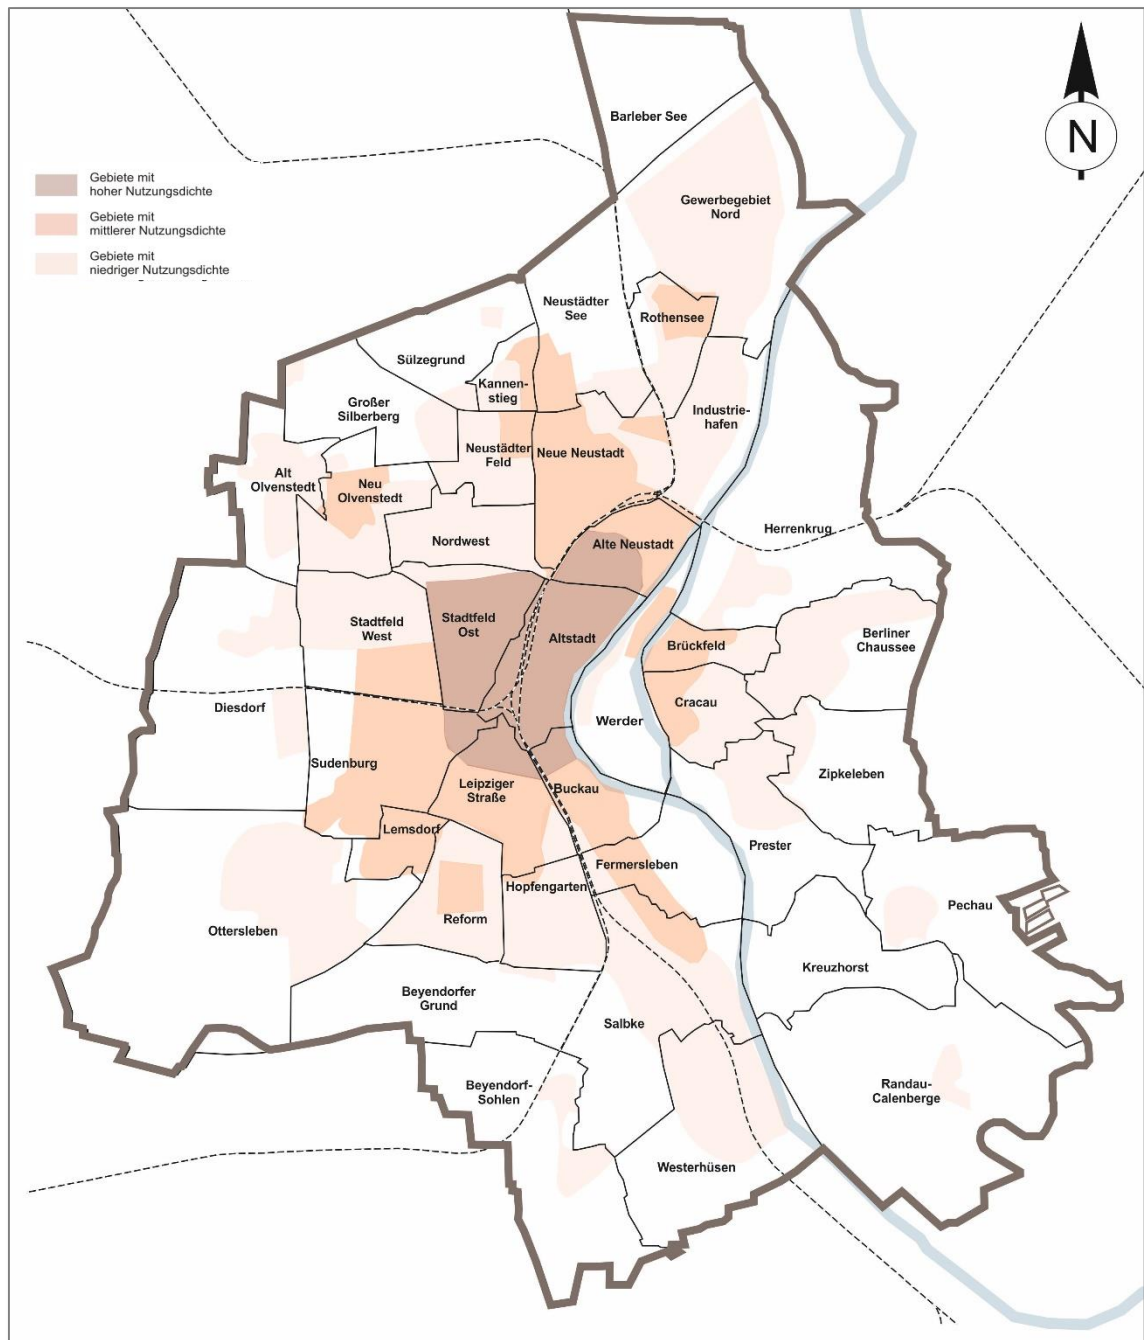 Barleber See
N
Gebiete mit
hoher Nutzungsdichte
Gebiete mit
mittlerer Nutzungsdichte
Gebiete mit
niedriger Nutzungsdichte
Gewerbegebiet
Nord
Neustädter
See
Rothensee
Sülzegrund
Kannen-
stieg
Großer
Silberberg
Industrie-
hafen
Neustädter
Feld
Neue Neustadt
Alt
Olvenstedt
Neu
Olvenstedt
Nordwest
Alte Neustadt
Herrenkrug
Stadtfeld
West
Stadtfeld
Ost
Altstadt
Brückfeld
Berliner
Chaussee
Diesdorf
Werder
Cracau
Sudenburg
Leipziger
Straße
Buckau
Zipkeleben
Lemsdorf
Fermersleben
Prester
Hopfengarten
Reform
Ottersleben
Pechau
Kreuzhorst
Beyendorfer
Grund
Salbke
Beyendorf-
Sohlen
Randau-
Calenberge
Westerhüsen